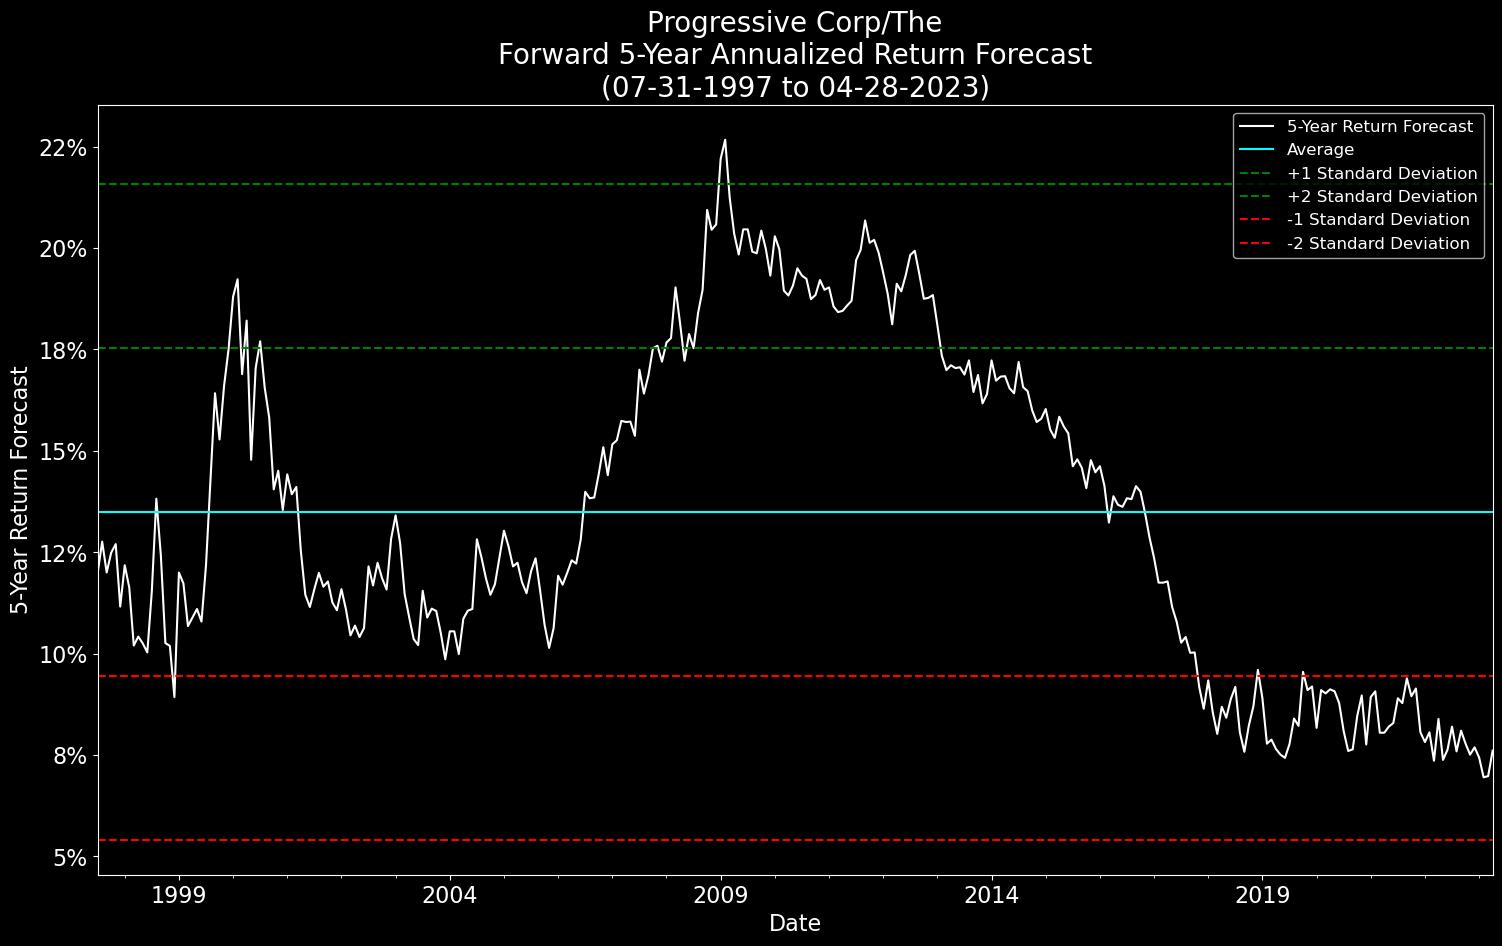 Progressive Corp/The
Forward 5-Year Annualized Return Forecast
(07-31-1997 to 04-28-2023)
5-Year Return Forecast
Average
+1 Standard Deviation
+2 Standard Deviation
-1 Standard Deviation
-2 Standard Deviation
22%
20%
18%
15%
12%
10%
8%
5%
5-Year Return Forecast
1999 2004 2009 2014 2019
Date